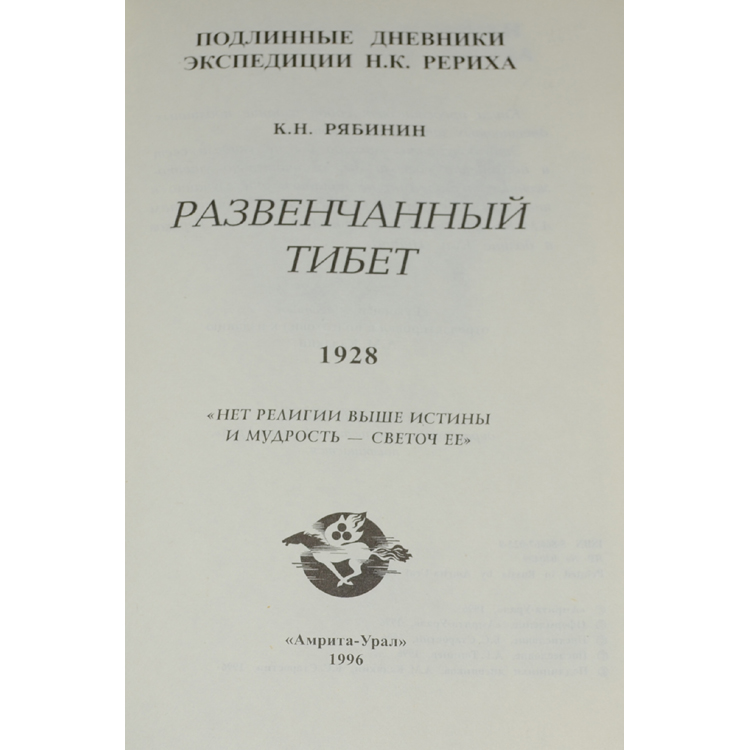 ПОДЛИННЫЕ ДНЕВНИКИ
ЭКСПЕДИЦИИ Н.К. РЕРИХА
К.Н. РЯБИНИН
РАЗВЕНЧАННЫЙ
ТИБЕТ
1928
«НЕТ РЕЛИГИИ ВЫШЕ ИСТИНЫ
И МУДРОСТЬ — СВЕТОЧ ЕЕ»
«Амрита-Урал»
1996